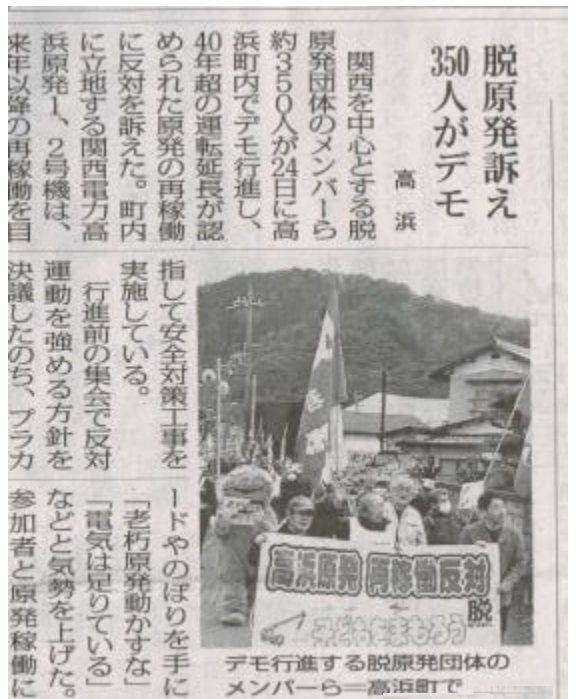 脱原発訴え
350人がデモ
高浜
関西を中心とする脱
原発団体のメンバーら
約350人が24日に高
浜町内でデモ行進し、
40年超の運転延長が認
められた原発の再稼働
に反対を訴えた。町内
に立地する関西電力高
浜原発1、2号機は、
来年以降の再稼働を目
指して安全対策工事を
実施している。
行進前の集会で反対
運動を強める方針を
決議したのち、プラカ
ードやのぼりを手に
「老朽原発動かすな」
「電気は足りている」
などと気勢を上げた。
参加者と原発稼働に
高浜原発 再稼働反対
脱
子どもをまもろう
デモ行進する脱原発団体の
メンバーら=高浜町で